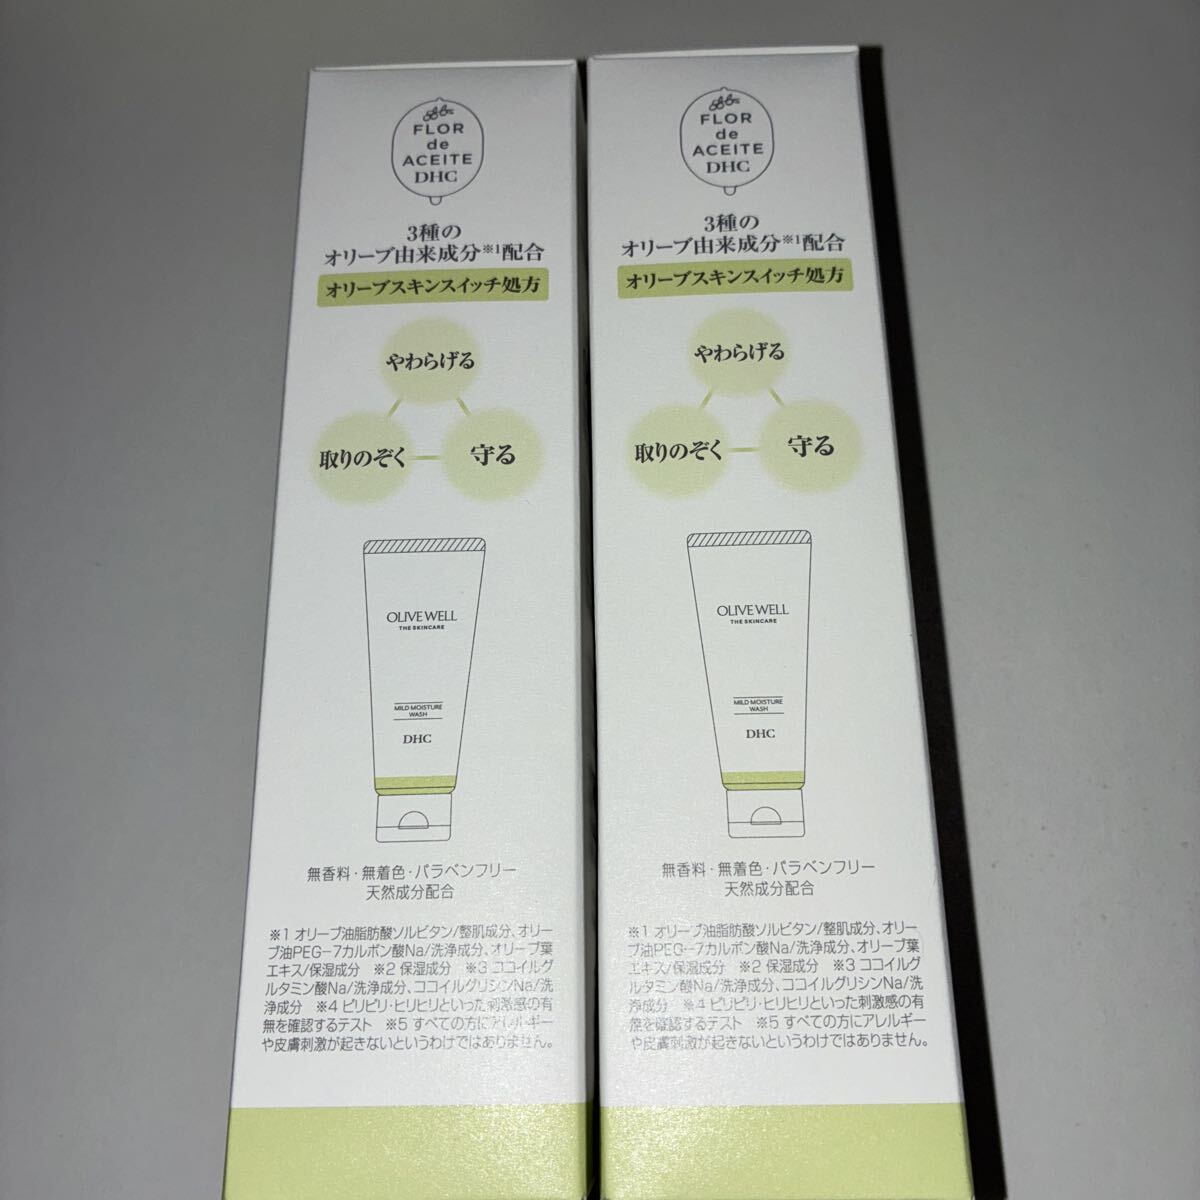 FLOR
de
ACEITE
DHC
3種の
オリーブ由来成分※1配合
オリーブスキンスイッチ処方
やわらげる
取りのぞく
守る
OLIVE WELL
THE SKINCARE
MILD MOISTURE
WASH
DHC
無香料・無着色・パラベンフリー
天然成分配合
※1 オリーブ油脂肪酸ソルビタン/整肌成分、オリー
ブ油PEG-7カルボン酸Na/洗浄成分、オリーブ葉
エキス/保湿成分 ※2 保湿成分 ※3 ココイルグ
ルタミン酸Na/洗浄成分、ココイルグリシンNa/洗
浄成分 ※4 ピリピリ・ヒリヒリといった刺激感の有
無を確認するテスト ※5 すべての方にアレルギー
や皮膚刺激が起きないというわけではありません。
FLOR
de
ACEITE
DHC
3種の
オリーブ由来成分※1配合
オリーブスキンスイッチ処方
やわらげる
取りのぞく
守る
OLIVE WELL
THE SKINCARE
MILD MOISTURE
WASH
DHC
無香料・無着色・パラベンフリー
天然成分配合
※1 オリーブ油脂肪酸ソルビタン/整肌成分、オリー
ブ油PEG-7カルボン酸Na/洗浄成分、オリーブ葉
エキス/保湿成分 ※2 保湿成分 ※3 ココイルグ
ルタミン酸Na/洗浄成分、ココイルグリシンNa/洗
浄成分 ※4 ピリピリ・ヒリヒリといった刺激感の有
無を確認するテスト ※5 すべての方にアレルギー
や皮膚刺激が起きないというわけではありません。